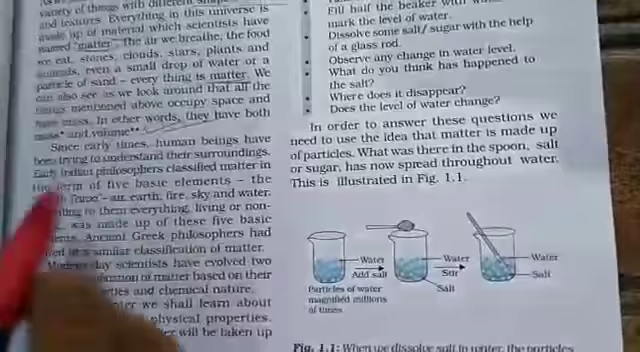 variety of things with different
and textures. Everything in this universe is
made up of material which scientists have
named "matter". The air we breathe, the food
we eat, stones, clouds, stars, plants and
animals, even a small drop of water or a
particle of sand – every thing is matter. We
can also see as we look around that all the
things mentioned above occupy space and
have mass. In other words, they have both
mass* and volume**.
Since early times, human beings have
been trying to understand their surroundings.
Early Indian philosophers classified matter in
the form of five basic elements – the
air, earth, fire, sky and water.
to them everything, living or non-
was made up of these five basic
Ancient Greek philosophers had
a similar classification of matter.
day scientists have evolved two
of matter based on their
and chemical nature.
we shall learn about
physical properties.
will be taken up
Fill half the beaker with
mark the level of water.
Dissolve some salt/ sugar with the help
of a glass rod.
Observe any change in water level.
What do you think has happened to
the salt?
Where does it disappear?
Does the level of water change?
In order to answer these questions we
need to use the idea that matter is made up
of particles. What was there in the spoon, salt
or sugar, has now spread throughout water.
This is illustrated in Fig. 1.1.
Water
Add salt
Particles of water
magnified millions
of times
Water
Stir
Salt
Water
Salt
Fig. 1.1: When we dissolve salt in water, the particles